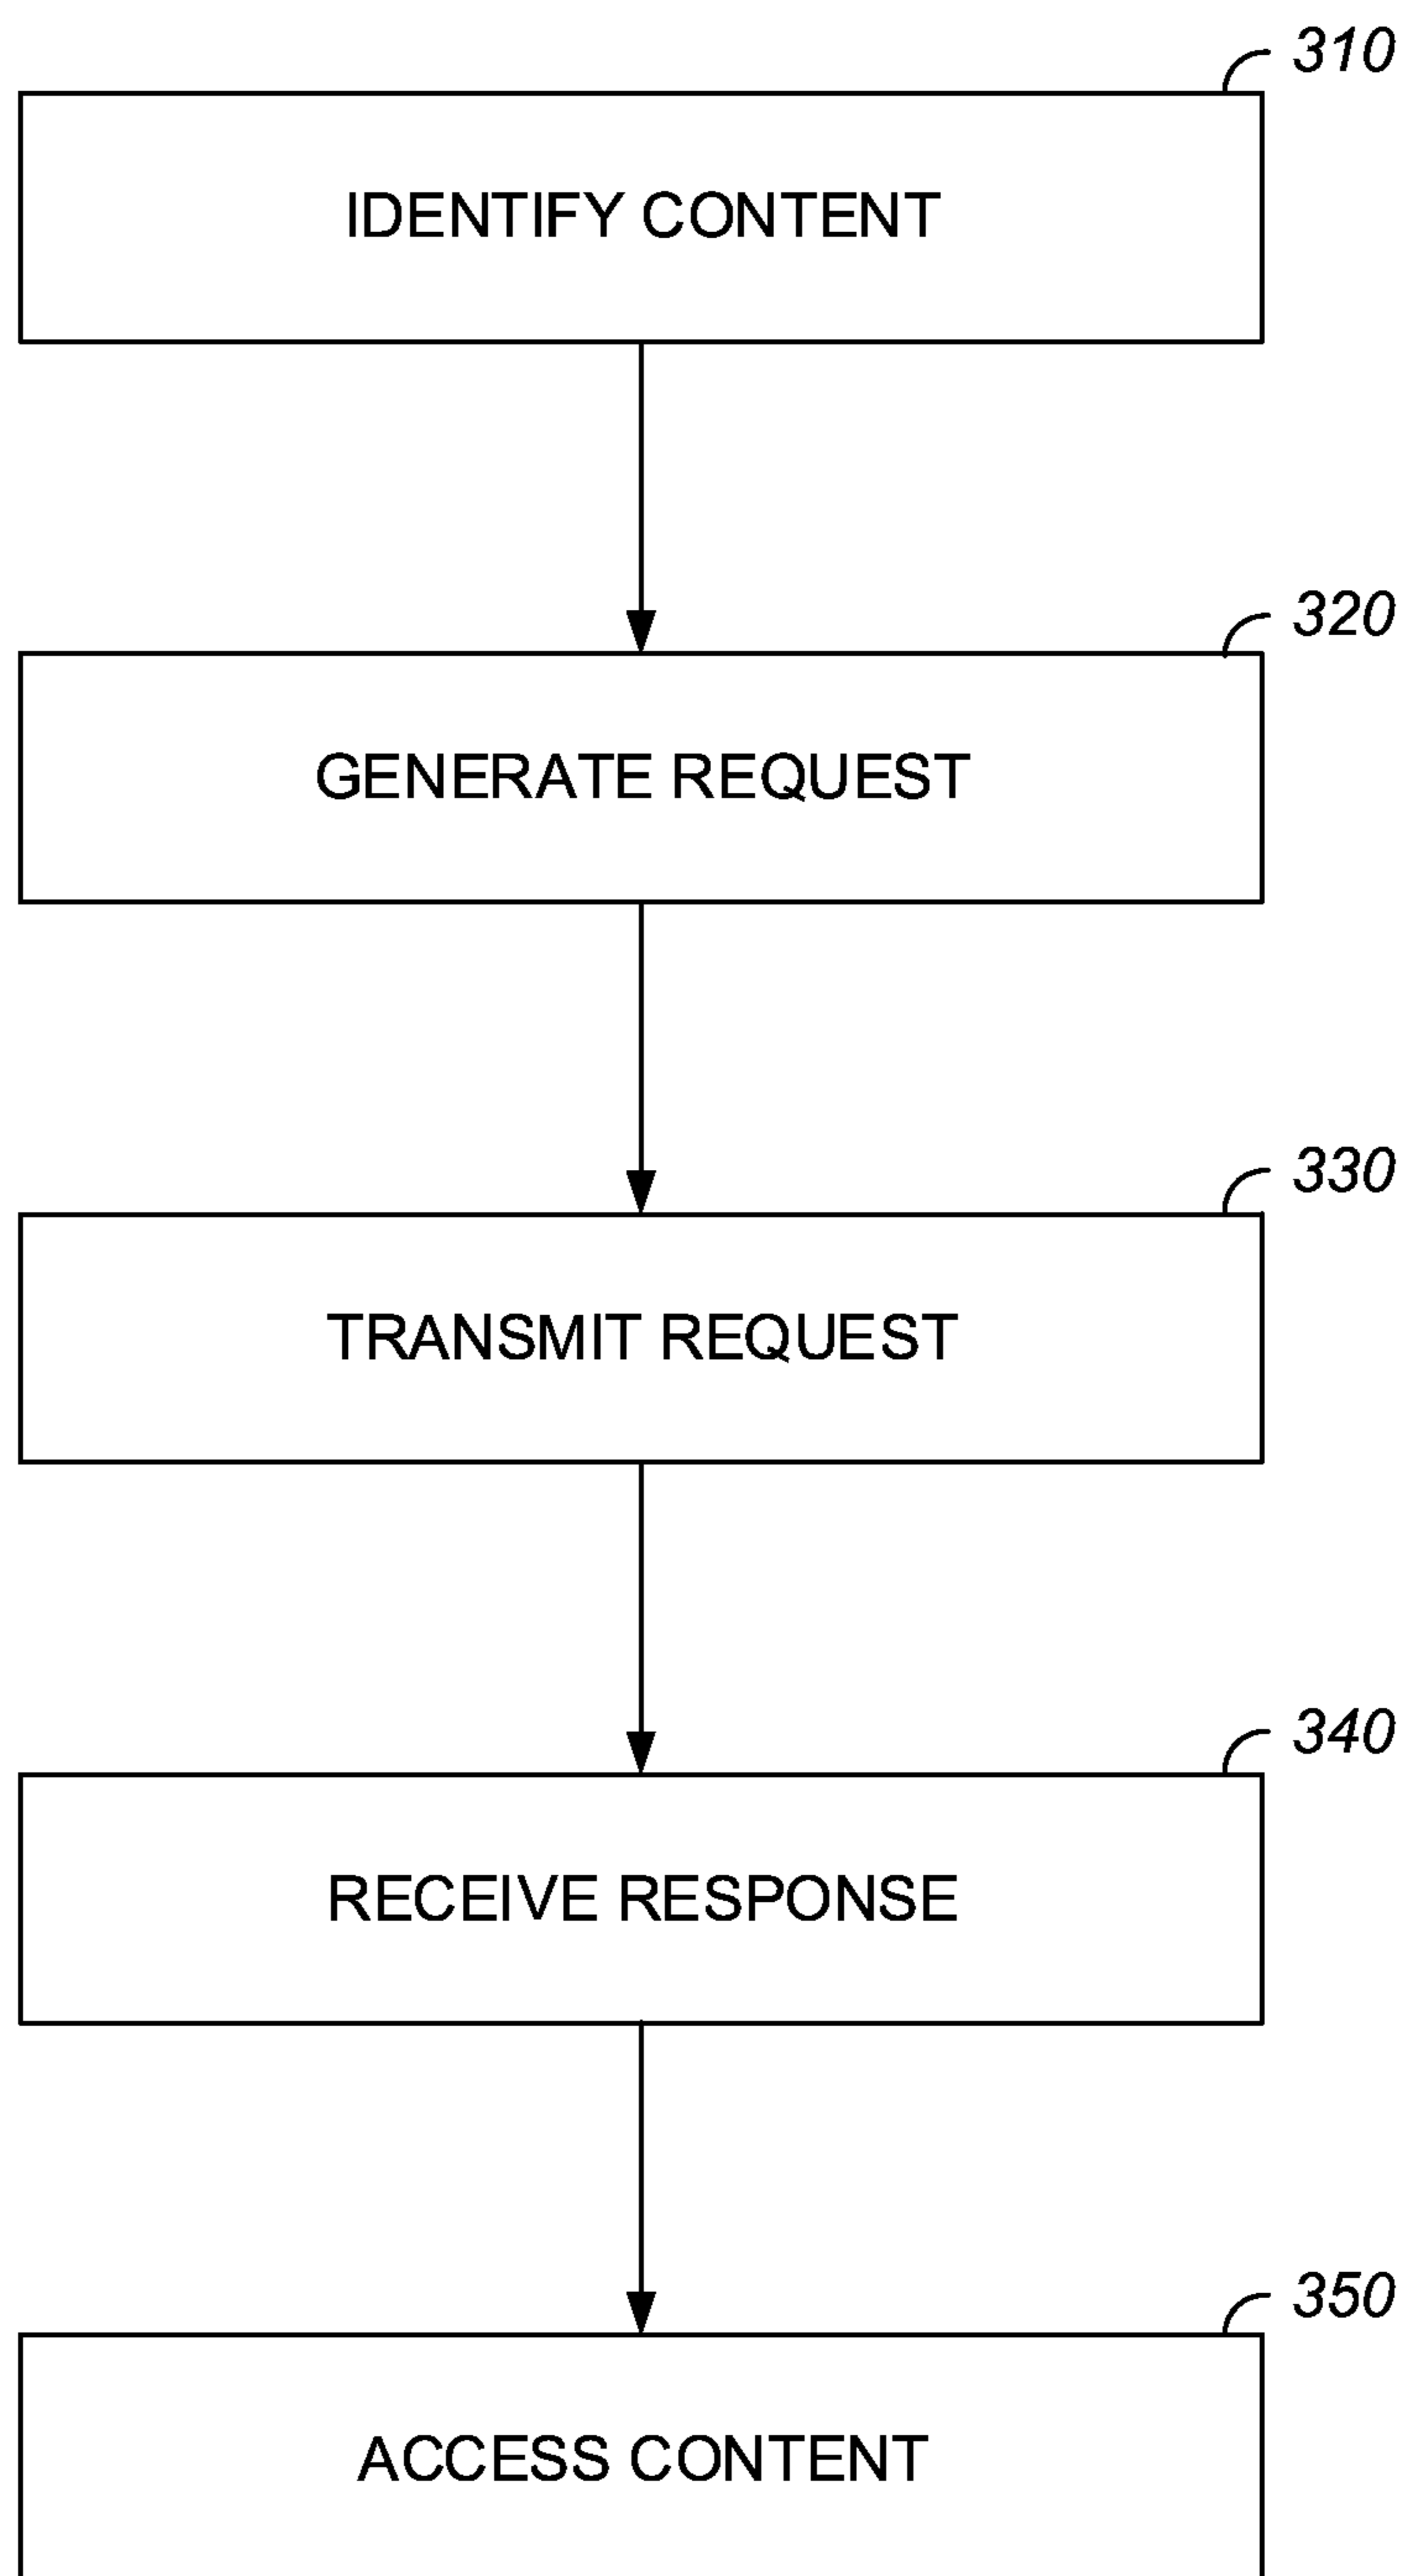 310
IDENTIFY CONTENT
320
GENERATE REQUEST
330
TRANSMIT REQUEST
340
RECEIVE RESPONSE
350
ACCESS CONTENT